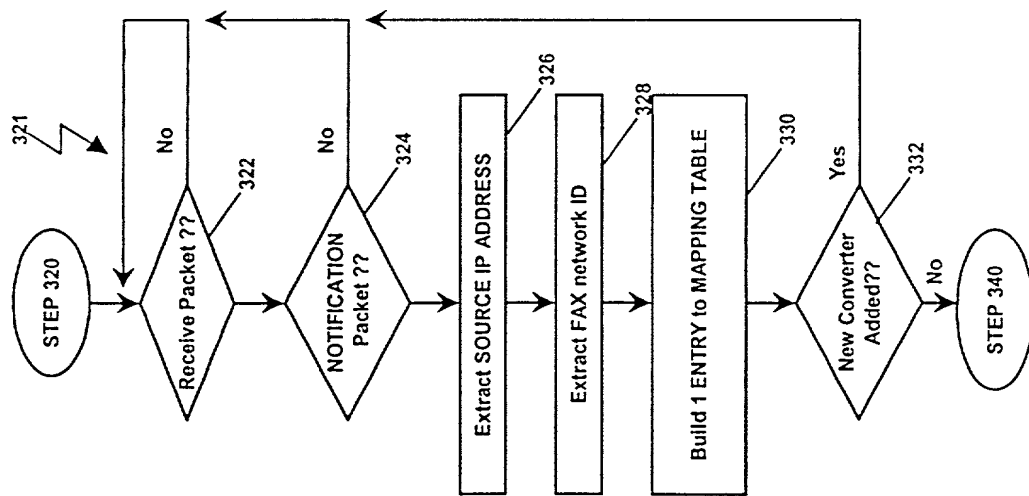 321
STEP 320
Receive Packet ??
322
No
NOTIFICATION
Packet ??
324
No
Extract SOURCE IP ADDRESS
326
Extract FAX network ID
328
Build 1 ENTRY to MAPPING TABLE
330
New Converter
Added??
332
Yes
No
STEP 340